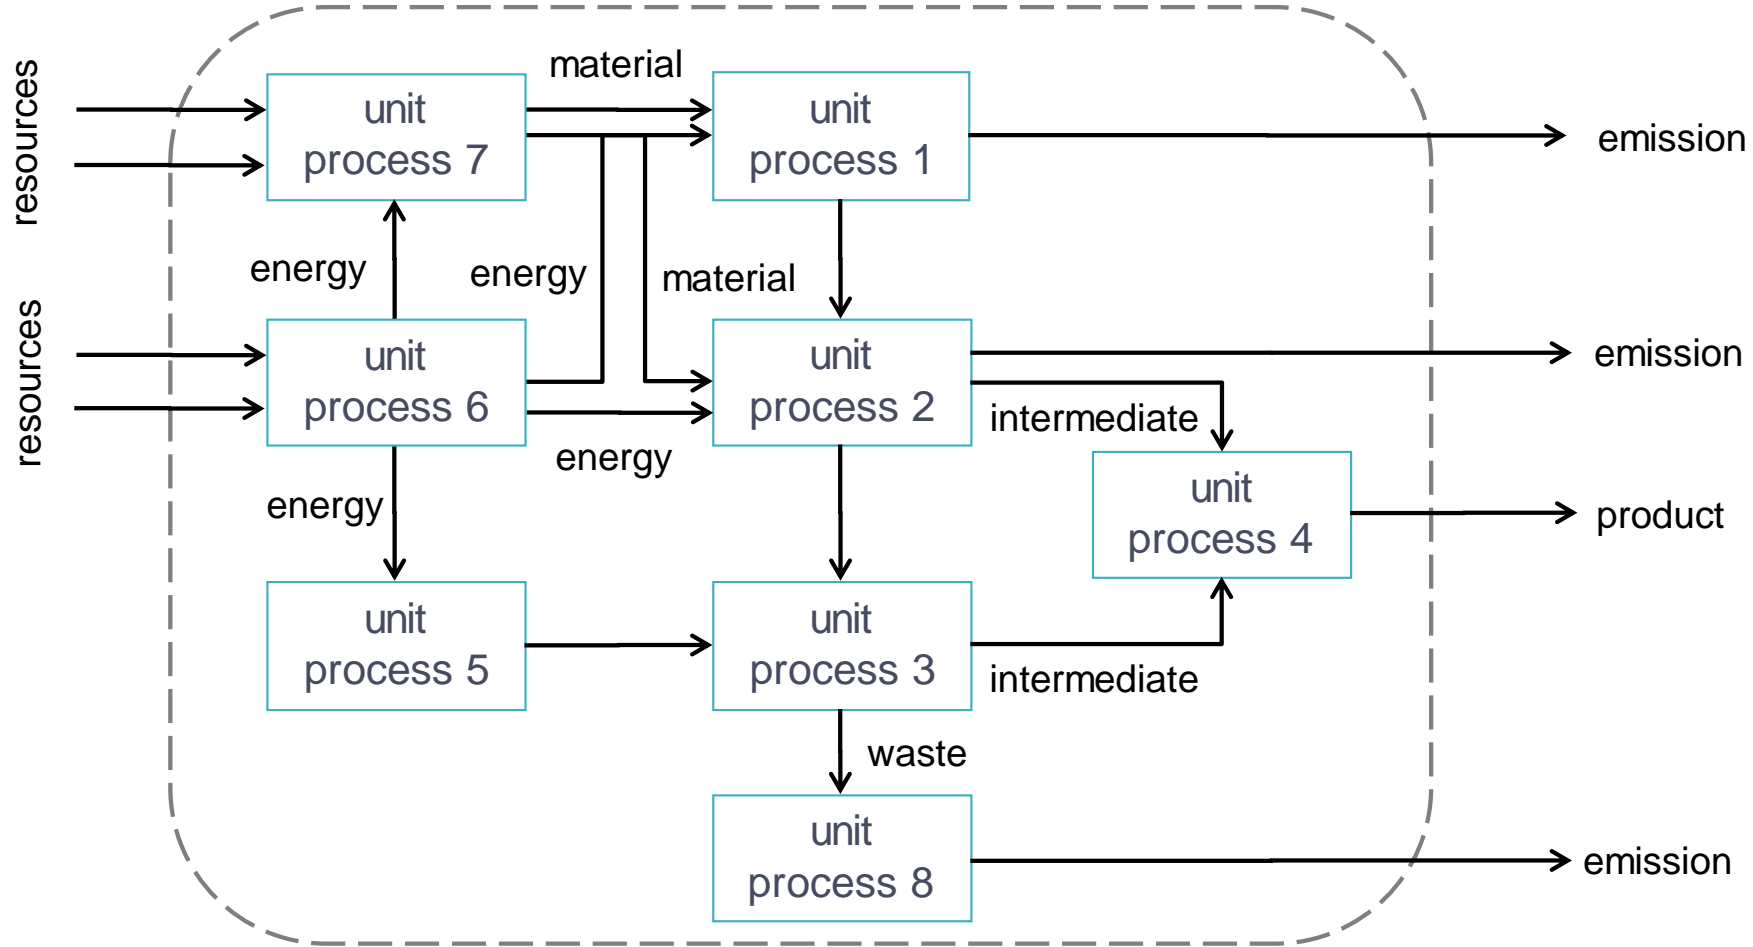 resources
resources
material
unit
process 7
unit
process 1
emission
energy
energy
material
unit
process 6
unit
process 2
emission
intermediate
energy
energy
unit
process 4
product
unit
process 5
unit
process 3
intermediate
waste
unit
process 8
emission